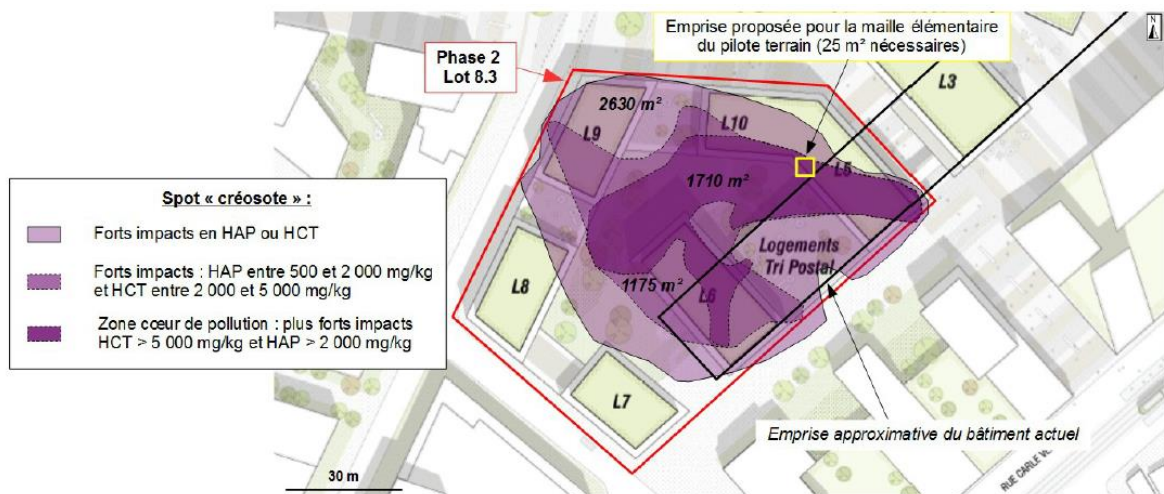 Emprise proposée pour la maille élémentaire
du pilote terrain (25 m² nécessaires)
N
Phase 2
Lot 8.3
2630 m²
L3
L9
L10
L5
1710 m²
Spot « créosote » :
Forts impacts en HAP ou HCT
Forts impacts : HAP entre 500 et 2 000 mg/kg
et HCT entre 2 000 et 5 000 mg/kg
Zone cœur de pollution : plus forts impacts
HCT > 5 000 mg/kg et HAP > 2 000 mg/kg
Logements
Tri Postal
L8
1175 m²
L6
L7
Emprise approximative du bâtiment actuel
30 m
RUE CARLE